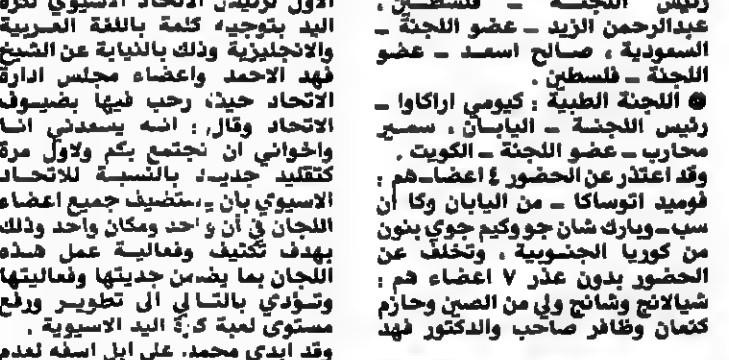 رئيس اللجنة – فلسطين ،
عبدالرحمن الزيد – عضو اللجنة –
السعودية ، صالح اسعد – عضو
اللجنة – فلسطين .
● اللجنة الطبية : كيومي اراكاوا –
رئيس اللجنة – اليابان ، سمير
محارب – عضو اللجنة – الكويت .
وقد اعتذر عن الحضور ٤ اعضاء هم :
فوميد اتوساكا – من اليابان وكا ان
سب – وبارك شان جو وكيم جوي بنون
من كوريا الجنوبية ، وتخلف عن
الحضور بدون عذر ٧ اعضاء هم :
شيالانج وشانج ولي من الصين وحازم
كنعان وظافر صاحب والدكتور فهد
الاول لرئيس الاتحاد الاسيوي لكرة
اليد بتوجيه كلمة باللغة العربية
والانجليزية وذلك بالنيابة عن الشيخ
فهد الاحمد واعضاء مجلس ادارة
الاتحاد حيث رحب فيها بضيوف
الاتحاد وقال : انه يسعدني انا
واخواني ان نجتمع بكم ولاول مرة
كتقليد جديد بالنسبة للاتحاد
الاسيوي بان يستضيف جميع اعضاء
اللجان في آن واحد ومكان واحد وذلك
بهدف تكثيف وفعالية عمل هذه
اللجان بما يضمن جديتها وفعاليتها
وتؤدي بالتالي الى تطوير ورفع
مستوى لعبة كرة اليد الاسيوية .
وقد ابدى محمد علي ابل اسفه لعدم